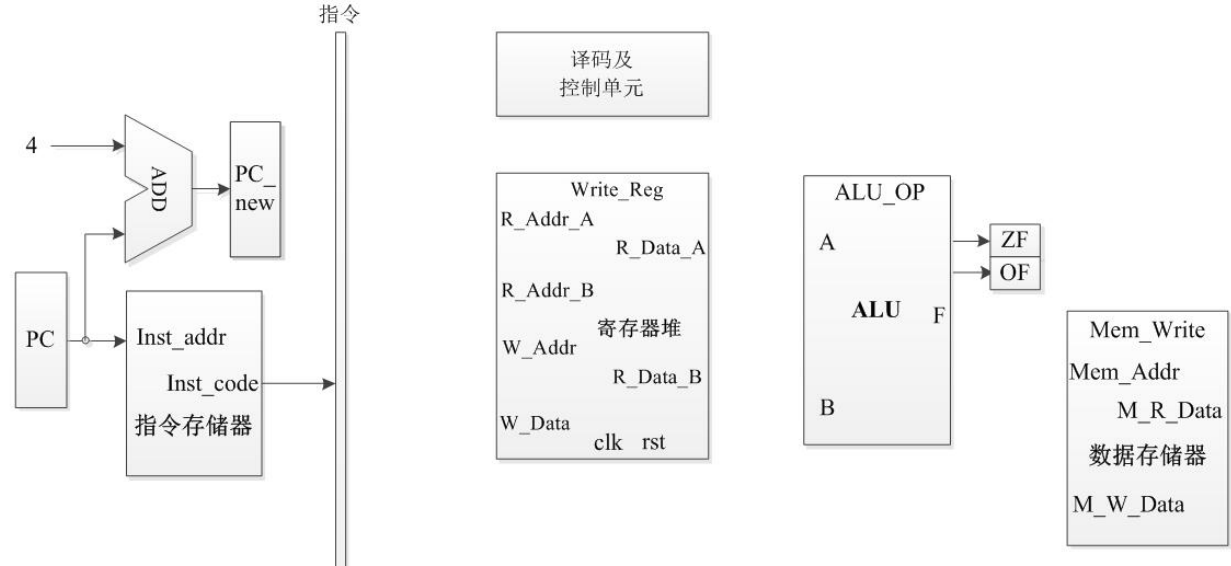 指令
译码及
控制单元
4
ADD
PC_
new
PC
Inst_addr
Inst_code
指令存储器
Write_Reg
R_Addr_A
R_Data_A
R_Addr_B
寄存器堆
W_Addr
R_Data_B
W_Data
clk rst
ALU_OP
A
ALU
F
B
ZF
OF
Mem_Write
Mem_Addr
M_R_Data
数据存储器
M_W_Data